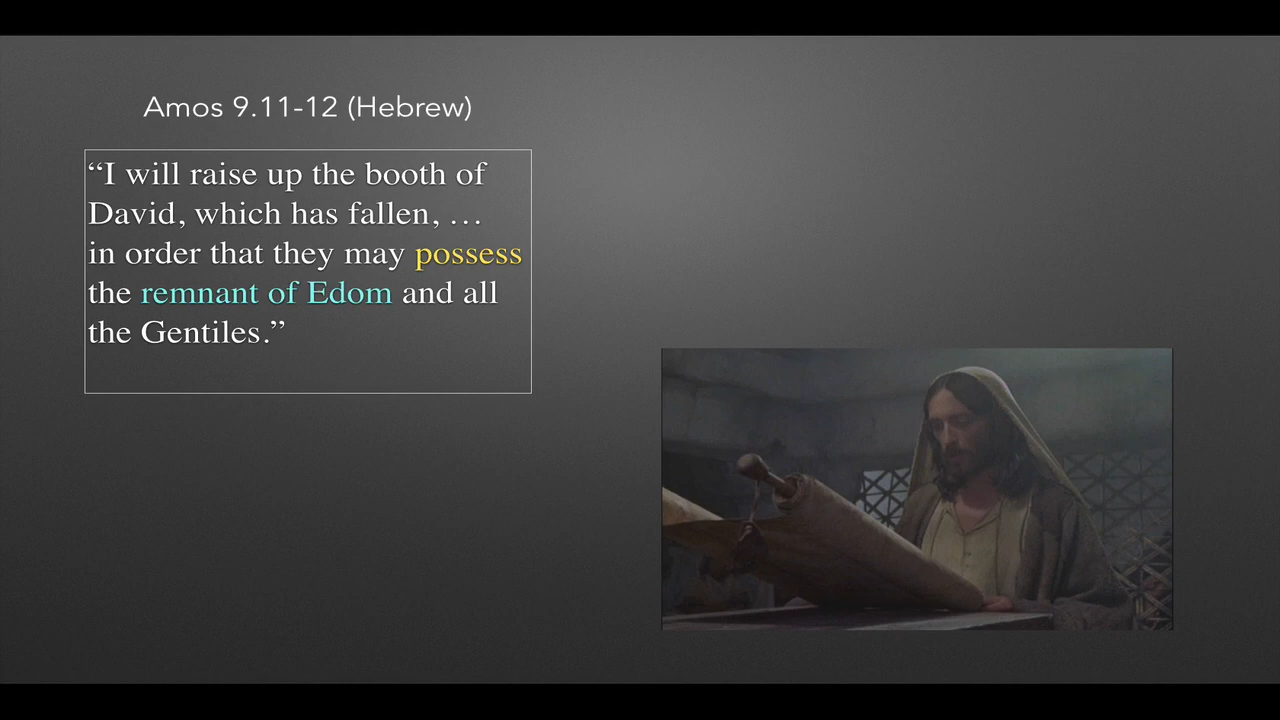 Amos 9.11-12 (Hebrew)
“I will raise up the booth of
David, which has fallen, …
in order that they may possess
the remnant of Edom and all
the Gentiles.”